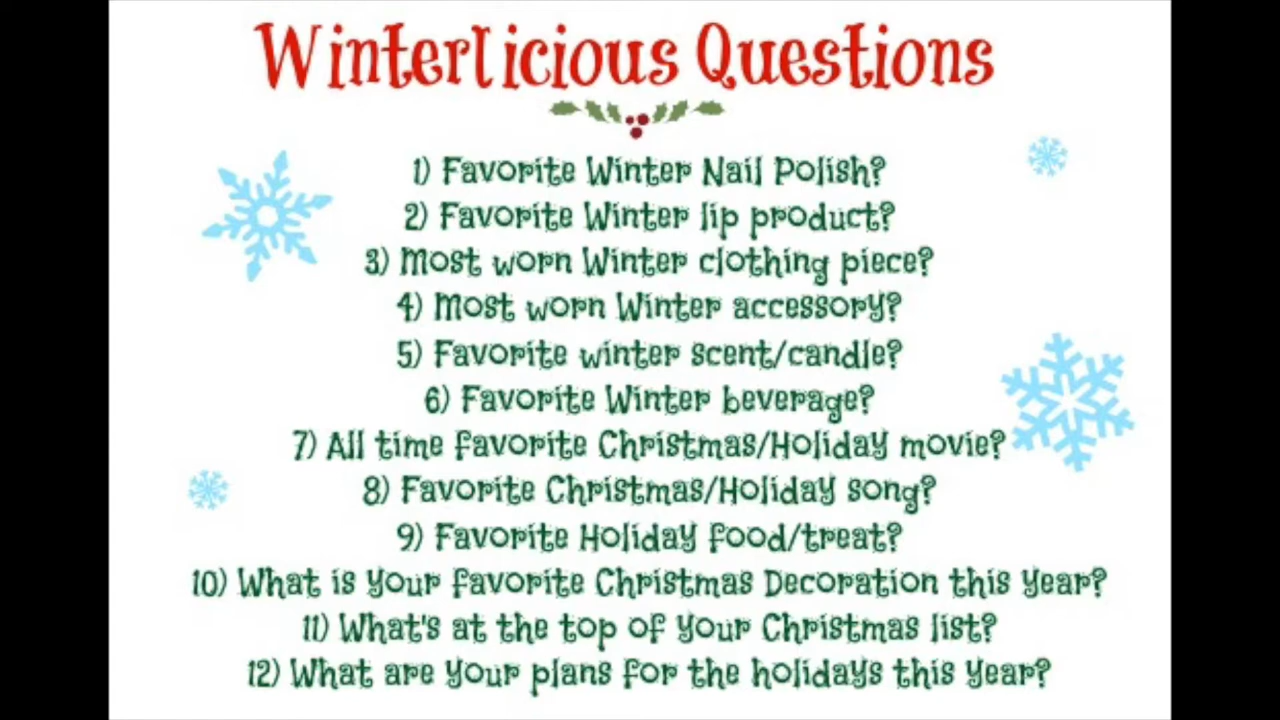 Winterlicious Questions
1) Favorite Winter Nail Polish?
2) Favorite Winter lip product?
3) Most worn Winter clothing piece?
4) Most worn Winter accessory?
5) Favorite winter scent/candle?
6) Favorite Winter beverage?
7) All time favorite Christmas/Holiday movie?
8) Favorite Christmas/Holiday song?
9) Favorite Holiday food/treat?
10) What is your favorite Christmas Decoration this year?
11) What's at the top of your Christmas list?
12) What are your plans for the holidays this year?